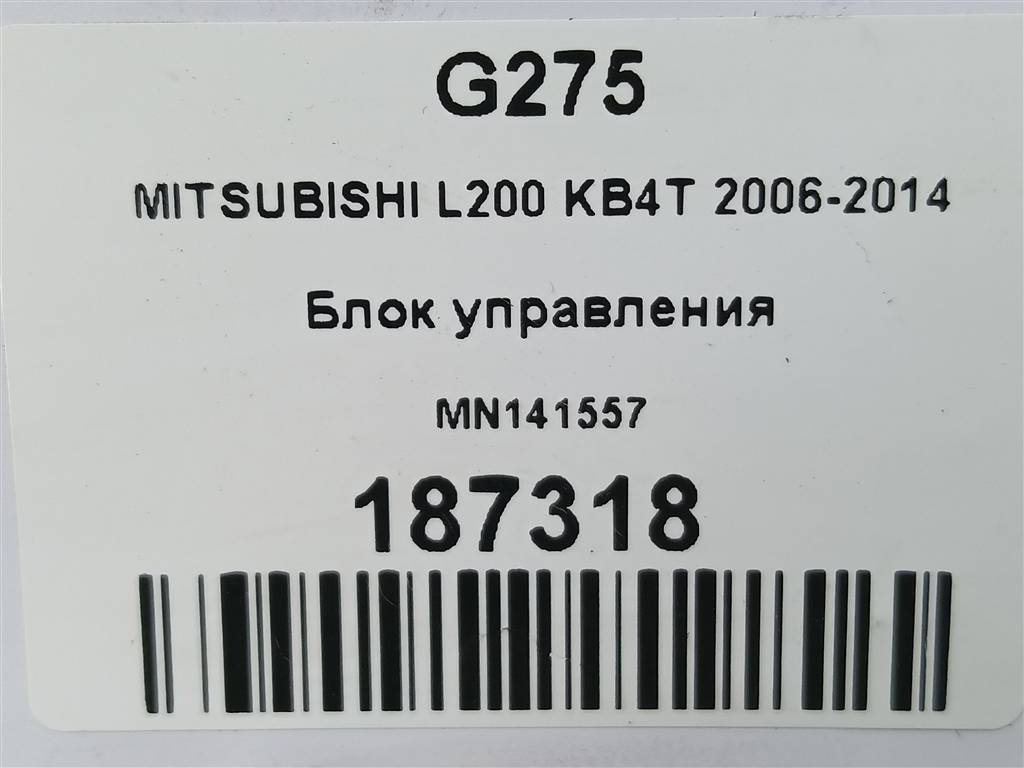 G275
MITSUBISHI L200 KB4T 2006-2014
Блок управления
MN141557
187318